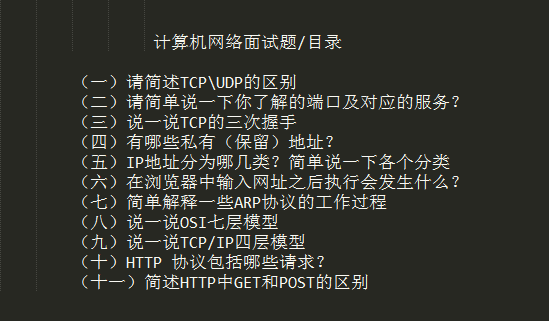 计算机网络面试题/目录
（一）请简述TCP\UDP的区别
（二）请简单说一下你了解的端口及对应的服务？
（三）说一说TCP的三次握手
（四）有哪些私有（保留）地址？
（五）IP地址分为哪几类？简单说一下各个分类
（六）在浏览器中输入网址之后执行会发生什么？
（七）简单解释一些ARP协议的工作过程
（八）说一说OSI七层模型
（九）说一说TCP/IP四层模型
（十）HTTP 协议包括哪些请求？
（十一）简述HTTP中GET和POST的区别